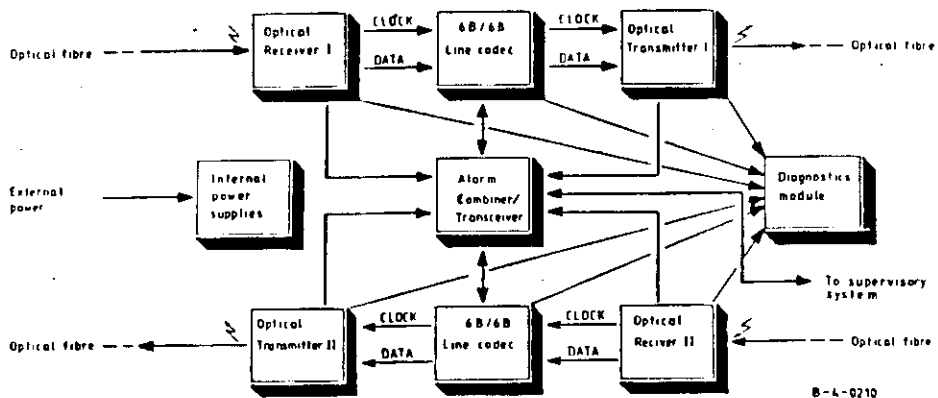 Optical fibre
Optical
Receiver I
CLOCK
DATA
6B/6B
Line codec
CLOCK
DATA
Optical
Transmitter I
Optical fibre
External
power
Internal
power
supplies
Alarm
Combiner/
Transceiver
Diagnostics
module
To supervisory
system
Optical fibre
Optical
Transmitter II
CLOCK
DATA
6B/6B
Line codec
CLOCK
DATA
Optical
Reciver II
Optical fibre
B-4-0210